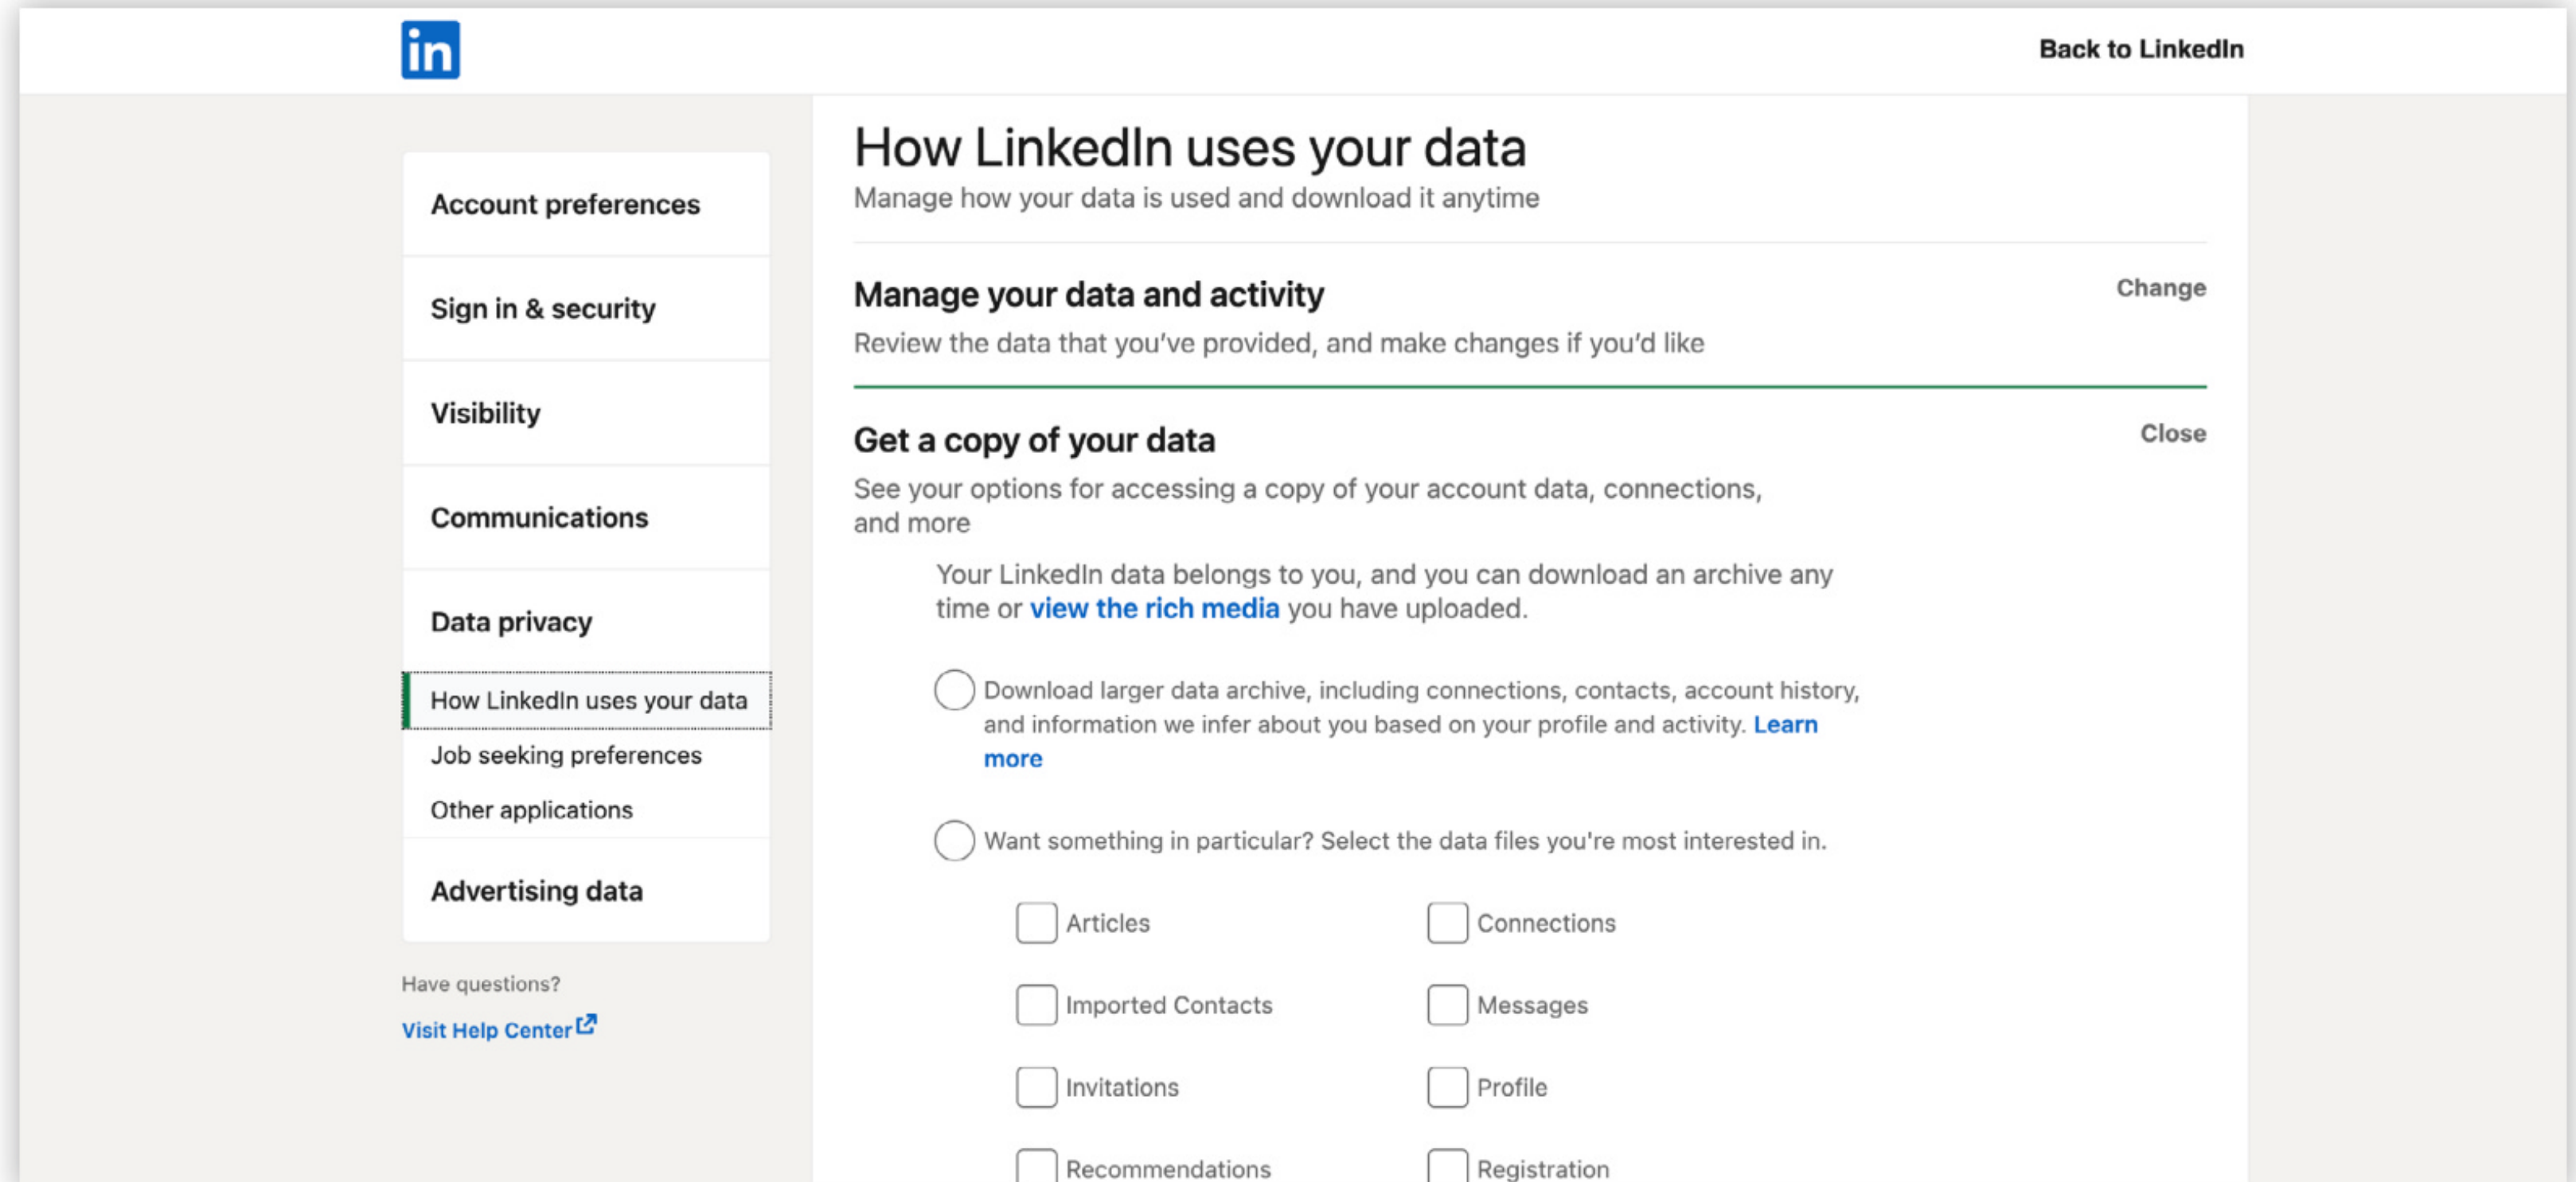 in
Back to LinkedIn
Account preferences
Sign in & security
Visibility
Communications
Data privacy
How LinkedIn uses your data
Job seeking preferences
Other applications
Advertising data
Have questions?
Visit Help Center
How LinkedIn uses your data
Manage how your data is used and download it anytime
Manage your data and activity
Change
Review the data that you've provided, and make changes if you'd like
Get a copy of your data
Close
See your options for accessing a copy of your account data, connections,
and more
Your LinkedIn data belongs to you, and you can download an archive any
time or view the rich media you have uploaded.
Download larger data archive, including connections, contacts, account history,
and information we infer about you based on your profile and activity. Learn
more
Want something in particular? Select the data files you're most interested in.
Articles
Connections
Imported Contacts
Messages
Invitations
Profile
Recommendations
Registration